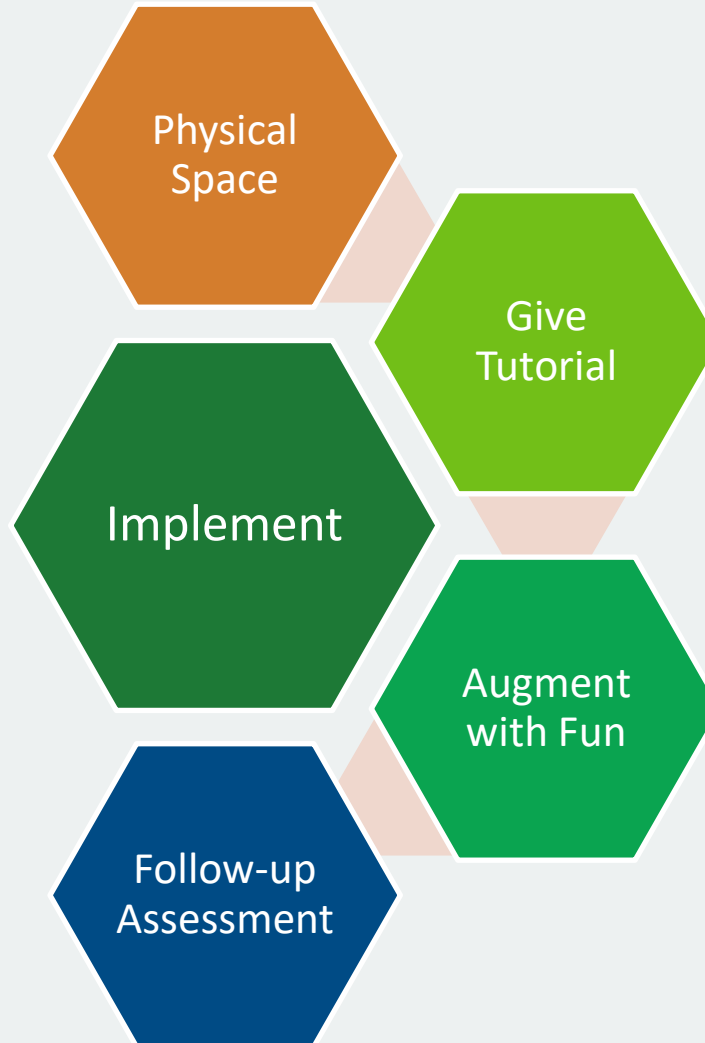 Physical
Space
Give
Tutorial
Implement
Augment
with Fun
Follow-up
Assessment